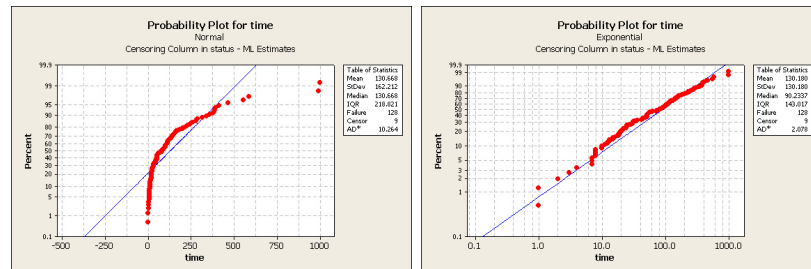 Probability Plot for time
Normal
Censoring Column in status - ML Estimates
99.9
99
95
90
80
70
60
50
40
30
20
10
5
1
0.1
Percent
-500
-250
0
250
500
750
1000
time
Table of Statistics
Mean 130.668
StDev 162.212
Median 130.668
IQR 218.821
Failure 128
Censor 9
AD* 10.264
Probability Plot for time
Exponential
Censoring Column in status - ML Estimates
99.9
99
95
90
80
70
60
50
40
30
20
10
5
3
2
1
0.1
Percent
0.1
1.0
10.0
100.0
1000.0
time
Table of Statistics
Mean 130.180
StDev 130.180
Median 90.2337
IQR 143.017
Failure 128
Censor 9
AD* 2.078